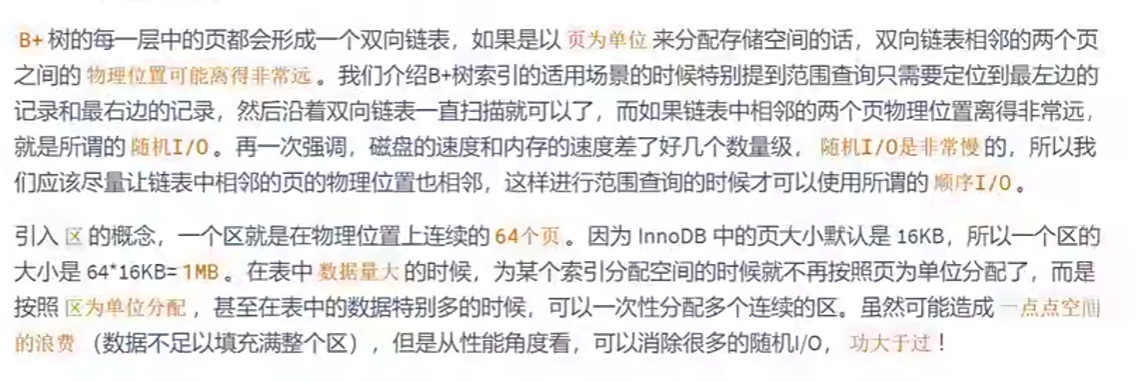 B+ 树的每一层中的页都会形成一个双向链表，如果是以 页为单位 来分配存储空间的话，双向链表相邻的两个页
之间的 物理位置可能离得非常远 。我们介绍B+树索引的适用场景的时候特别提到范围查询只需要定位到最左边的
记录和最右边的记录，然后沿着双向链表一直扫描就可以了，而如果链表中相邻的两个页物理位置离得非常远，
就是所谓的 随机I/O 。再一次强调，磁盘的速度和内存的速度差了好几个数量级， 随机I/O是非常慢 的，所以我
们应该尽量让链表中相邻的页的物理位置也相邻，这样进行范围查询的时候才可以使用所谓的 顺序I/O 。
引入 区 的概念，一个区就是在物理位置上连续的 64个页 。因为 InnoDB 中的页大小默认是 16KB，所以一个区的
大小是 64*16KB= 1MB 。在表中 数据量大 的时候，为某个索引分配空间的时候就不再按照页为单位分配了，而是
按照 区为单位分配 ，甚至在表中的数据特别多的时候，可以一次性分配多个连续的区。虽然可能造成 一点点空间
的浪费 （数据不足以填充满整个区），但是从性能角度看，可以消除很多的随机I/O， 功大于过 ！